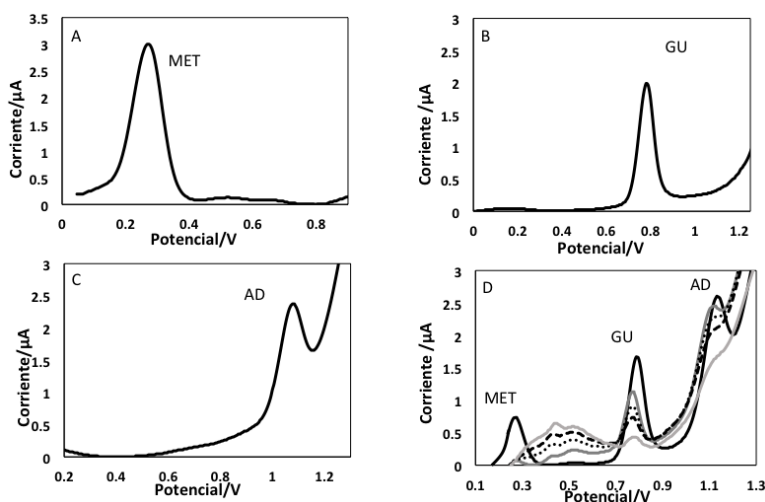 A
MET
Corriente/µA
3.5
3
2.5
2
1.5
1
0.5
0
0 0.2 0.4 0.6 0.8
Potencial/V
B
GU
Corriente /µA
3
2.5
2
1.5
1
0.5
0
0 0.2 0.4 0.6 0.8 1 1.2
Potencial/V
C
AD
Corriente/µA
3
2.5
2
1.5
1
0.5
0
0.2 0.4 0.6 0.8 1 1.2
Potencial/V
D
AD
GU
MET
Corriente /µA
3
2.5
2
1.5
1
0.5
0
0.1 0.3 0.5 0.7 0.9 1.1 1.3
Potencial/V